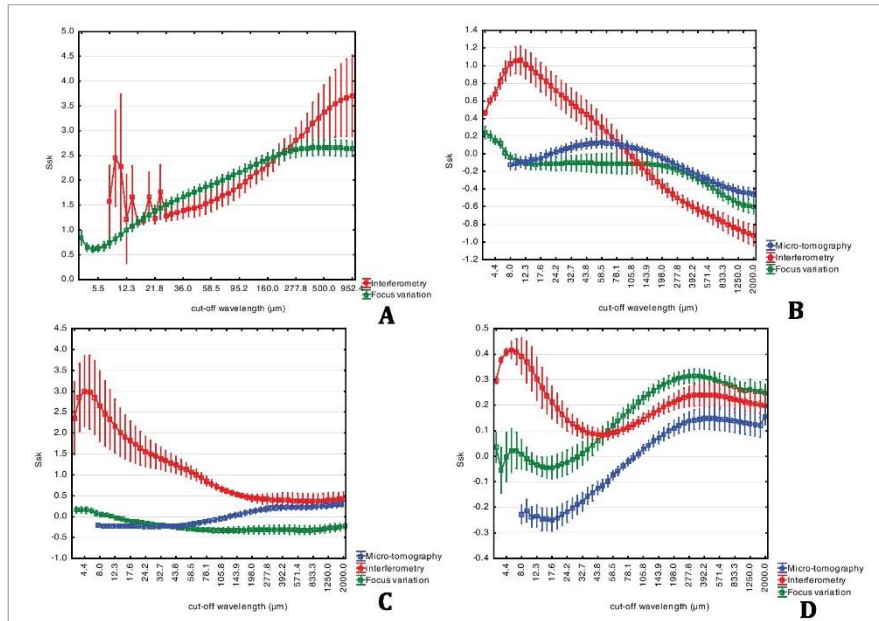 5.0
4.5
4.0
3.5
3.0
2.5
2.0
1.5
1.0
0.5
0.0
Ssk
5.5 12.3 21.8 36.0 58.5 95.2 160.0 277.8 500.0 952.4
cut-off wavelength (µm)
Interferometry
Focus variation
A
1.4
1.2
1.0
0.8
0.6
0.4
0.2
0.0
-0.2
-0.4
-0.6
-0.8
-1.0
-1.2
Ssk
4.4 8.0 12.3 17.6 24.2 32.7 43.8 58.5 78.1 105.8 143.9 198.0 277.8 392.2 571.4 833.3 1250.0 2000.0
cut-off wavelength (µm)
Micro-tomography
Interferometry
Focus variation
B
4.5
4.0
3.5
3.0
2.5
2.0
1.5
1.0
0.5
0.0
-0.5
-1.0
Ssk
4.4 8.0 12.3 17.6 24.2 32.7 43.8 58.5 78.1 105.8 143.9 198.0 277.8 392.2 571.4 833.3 1250.0 2000.0
cut-off wavelength (µm)
Micro-tomography
interferometry
Focus variation
C
0.5
0.4
0.3
0.2
0.1
0.0
-0.1
-0.2
-0.3
-0.4
Ssk
4.4 8.0 12.3 17.6 24.2 32.7 43.8 58.5 78.1 105.8 143.9 198.0 277.8 392.2 571.4 833.3 1250.0 2000.0
cut-off wavelength (µm)
Micro-tomography
Interferometry
Focus variation
D